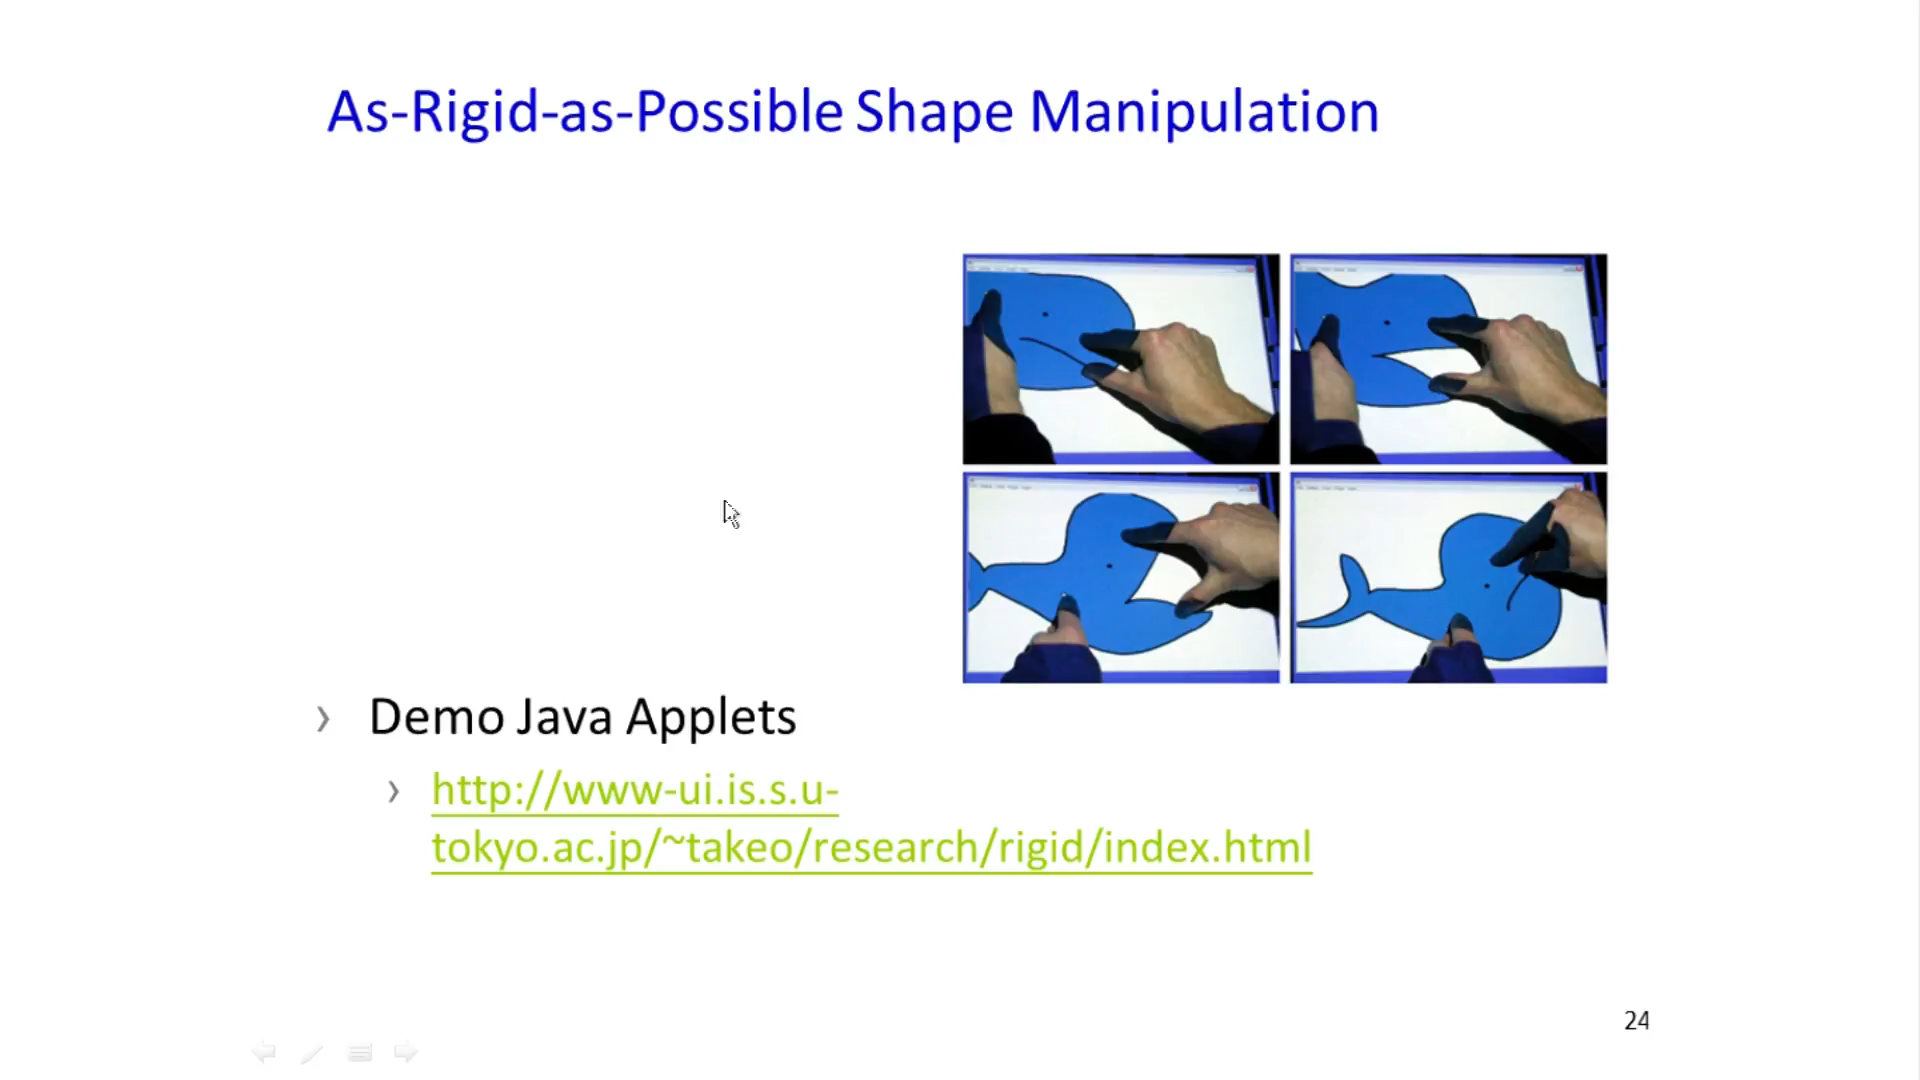 As-Rigid-as-Possible Shape Manipulation
Demo Java Applets
http://www-ui.is.s.u-
tokyo.ac.jp/~takeo/research/rigid/index.html
24